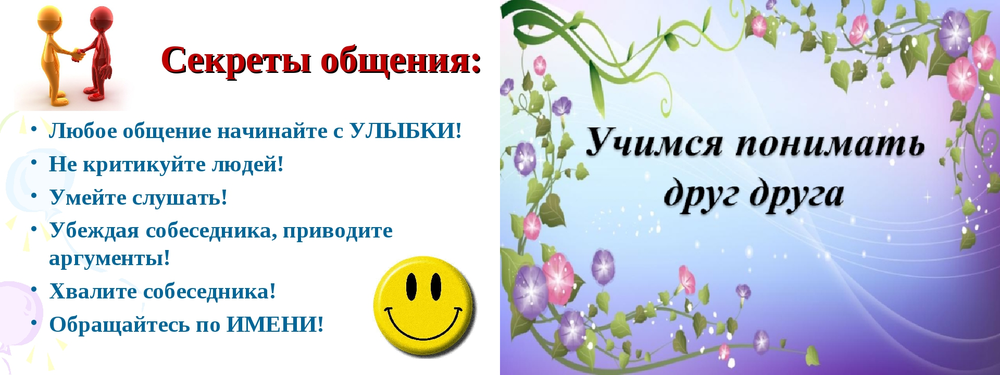 Секреты общения:
• Любое общение начинайте с УЛЫБКИ!
• Не критикуйте людей!
• Умейте слушать!
• Убеждая собеседника, приводите
аргументы!
• Хвалите собеседника!
• Обращайтесь по ИМЕНИ!
Учимся понимать
друг друга